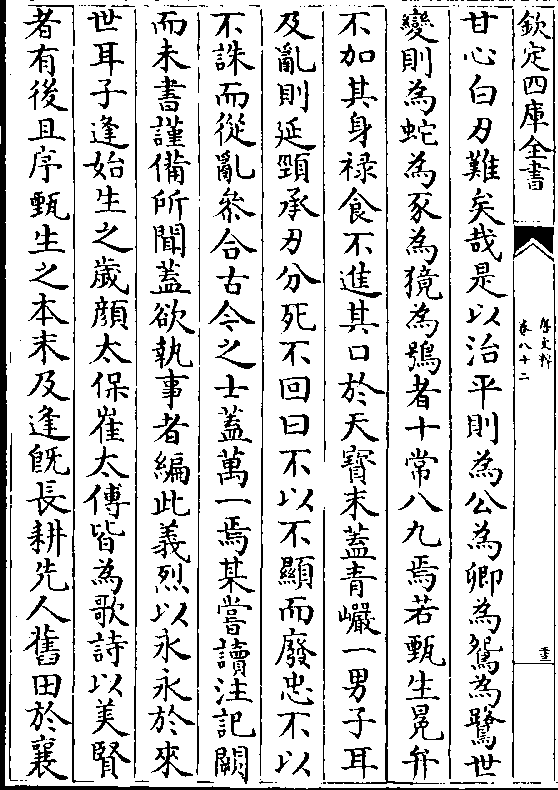 欽定四庫全書
唐文粹
卷八十二
甘心白刃難矣哉是以治平則為公為卿為鴛為鷺世
變則為蛇為豕為獍為鴞者十常八九焉若甄生冕弁
不加其身祿食不進其口於天寶末蓋青巗一男子耳
及亂則延頸承刃分死不回曰不以不顯而廢忠不以
不誅而從亂叅合古今之士蓋萬一焉某嘗讀注記闕
而未書謹備所聞蓋欲執事者編此義烈以永永於來
世耳子逢始生之歲顔太保崔太傅皆為歌詩以美賢
者有後且序甄生之本末及逢旣長耕先人舊田於襄